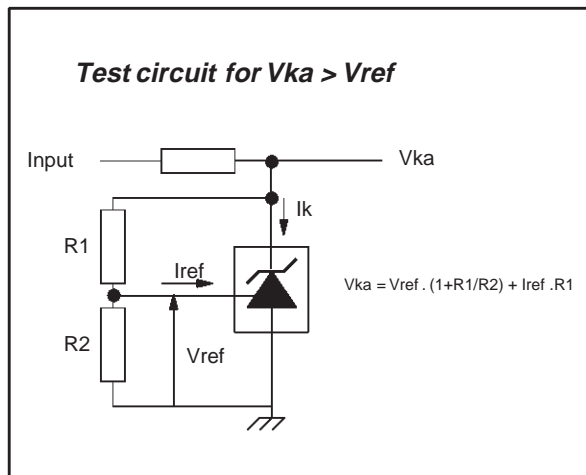 Test circuit for Vka > Vref
Input
Vka
Ik
R1
Iref
Vka = Vref . (1+R1/R2) + Iref .R1
R2
Vref